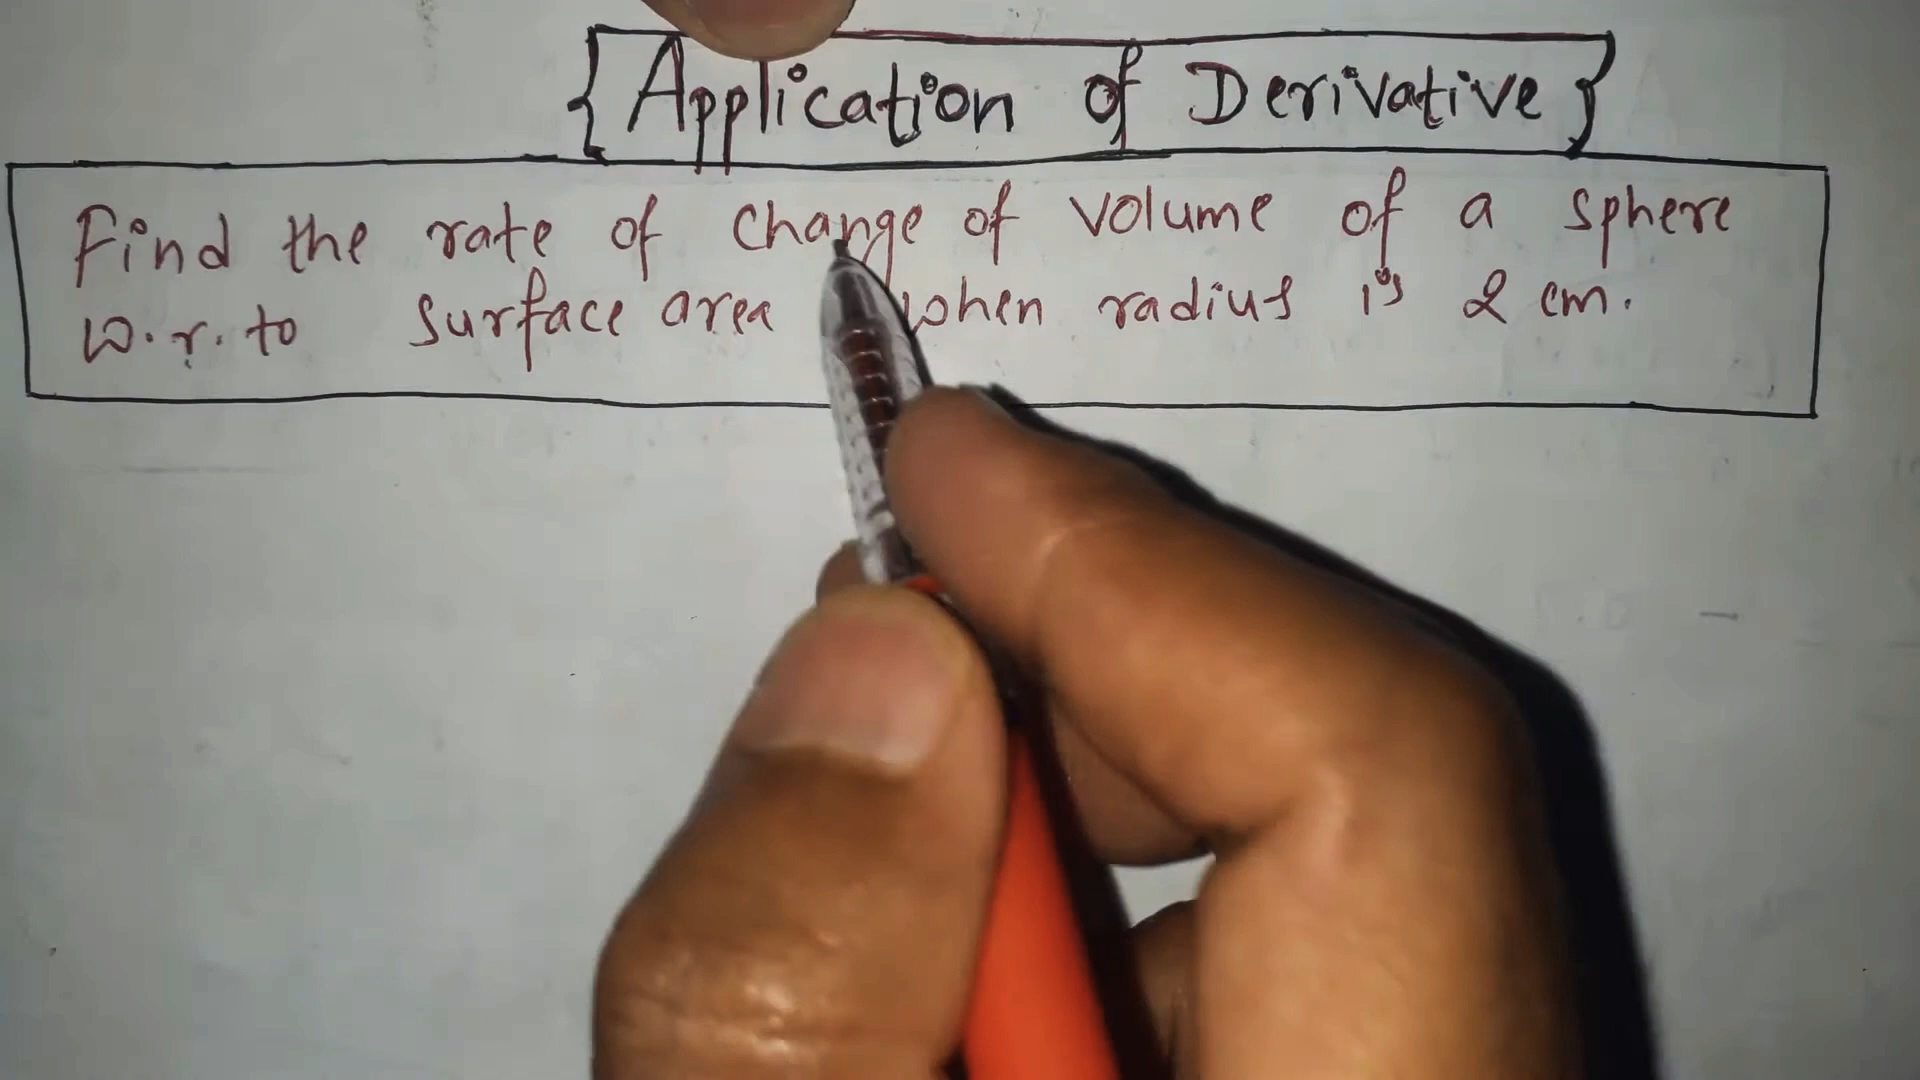 {Application of Derivative}
Find the rate of change of volume of a sphere
w.r.to surface area when radius is 2 cm.